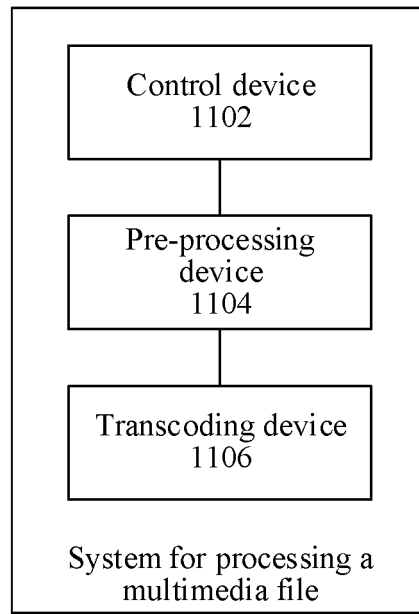 Control device
1102
Pre-processing
device
1104
Transcoding device
1106
System for processing a
multimedia file